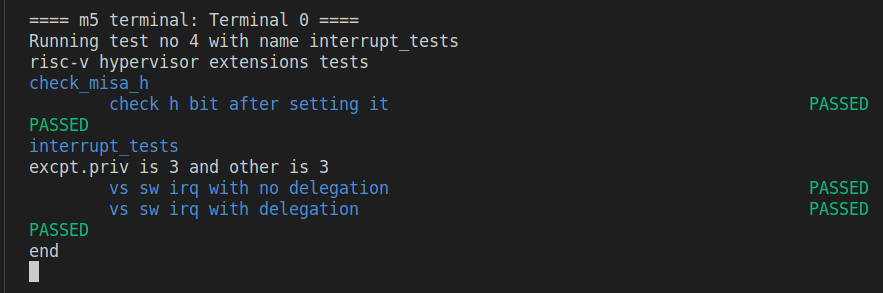 ==== m5 terminal: Terminal 0 ====
Running test no 4 with name interrupt_tests
risc-v hypervisor extensions tests
check_misa_h
check h bit after setting it PASSED
PASSED
interrupt_tests
excpt.priv is 3 and other is 3
vs sw irq with no delegation PASSED
vs sw irq with delegation PASSED
PASSED
end